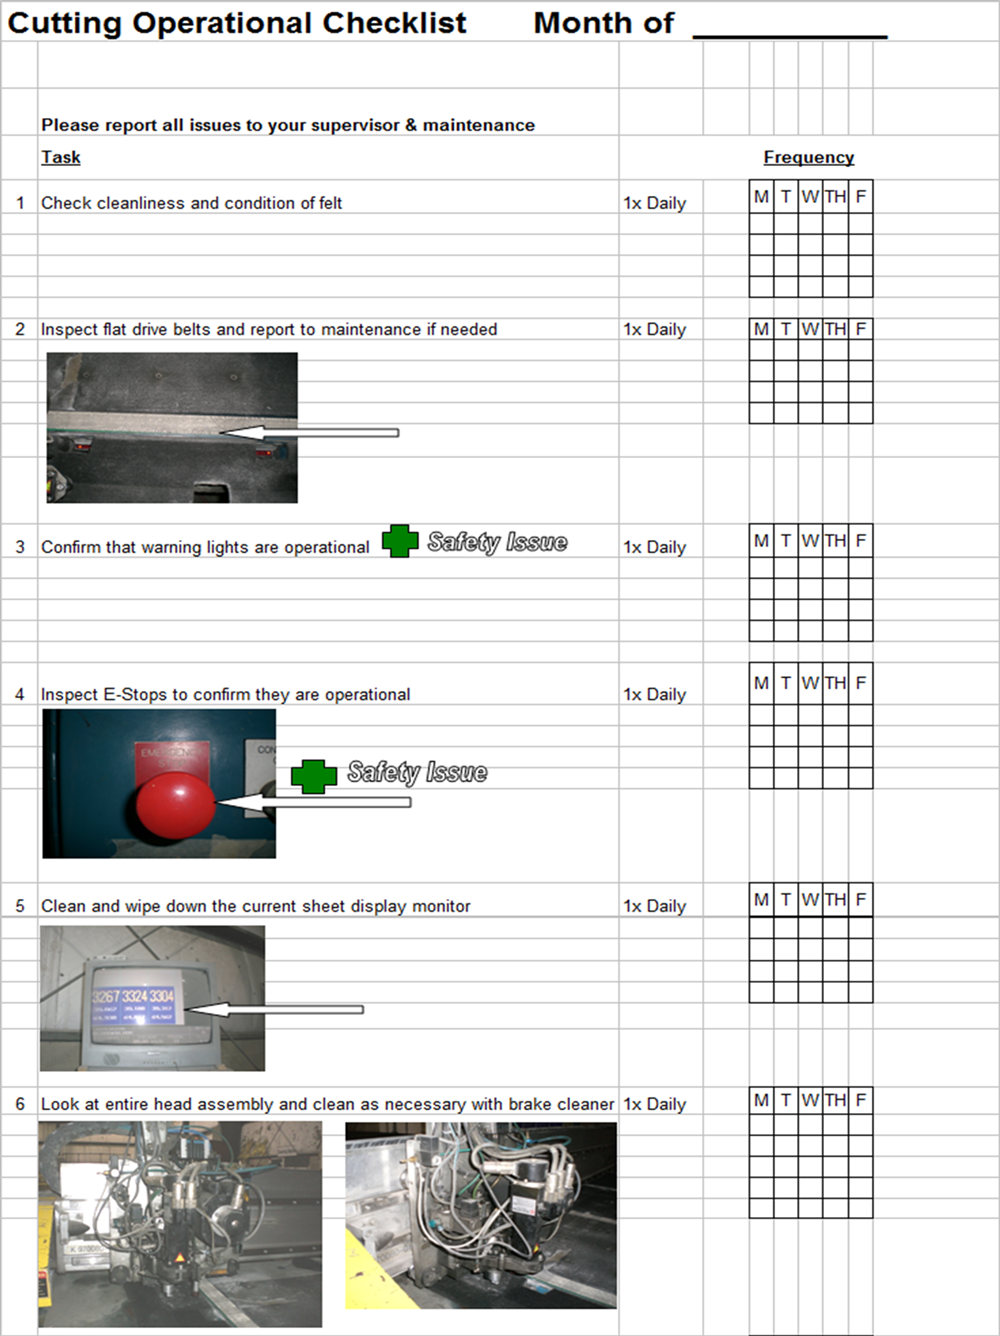 Cutting Operational Checklist Month of ___________
Please report all issues to your supervisor & maintenance
Task Frequency
1 Check cleanliness and condition of felt 1x Daily M T W TH F
2 Inspect flat drive belts and report to maintenance if needed 1x Daily M T W TH F
3 Confirm that warning lights are operational Safety Issue 1x Daily M T W TH F
4 Inspect E-Stops to confirm they are operational 1x Daily M T W TH F
EMERGENCY
Safety Issue
5 Clean and wipe down the current sheet display monitor 1x Daily M T W TH F
3267 3324 3304
6 Look at entire head assembly and clean as necessary with brake cleaner 1x Daily M T W TH F